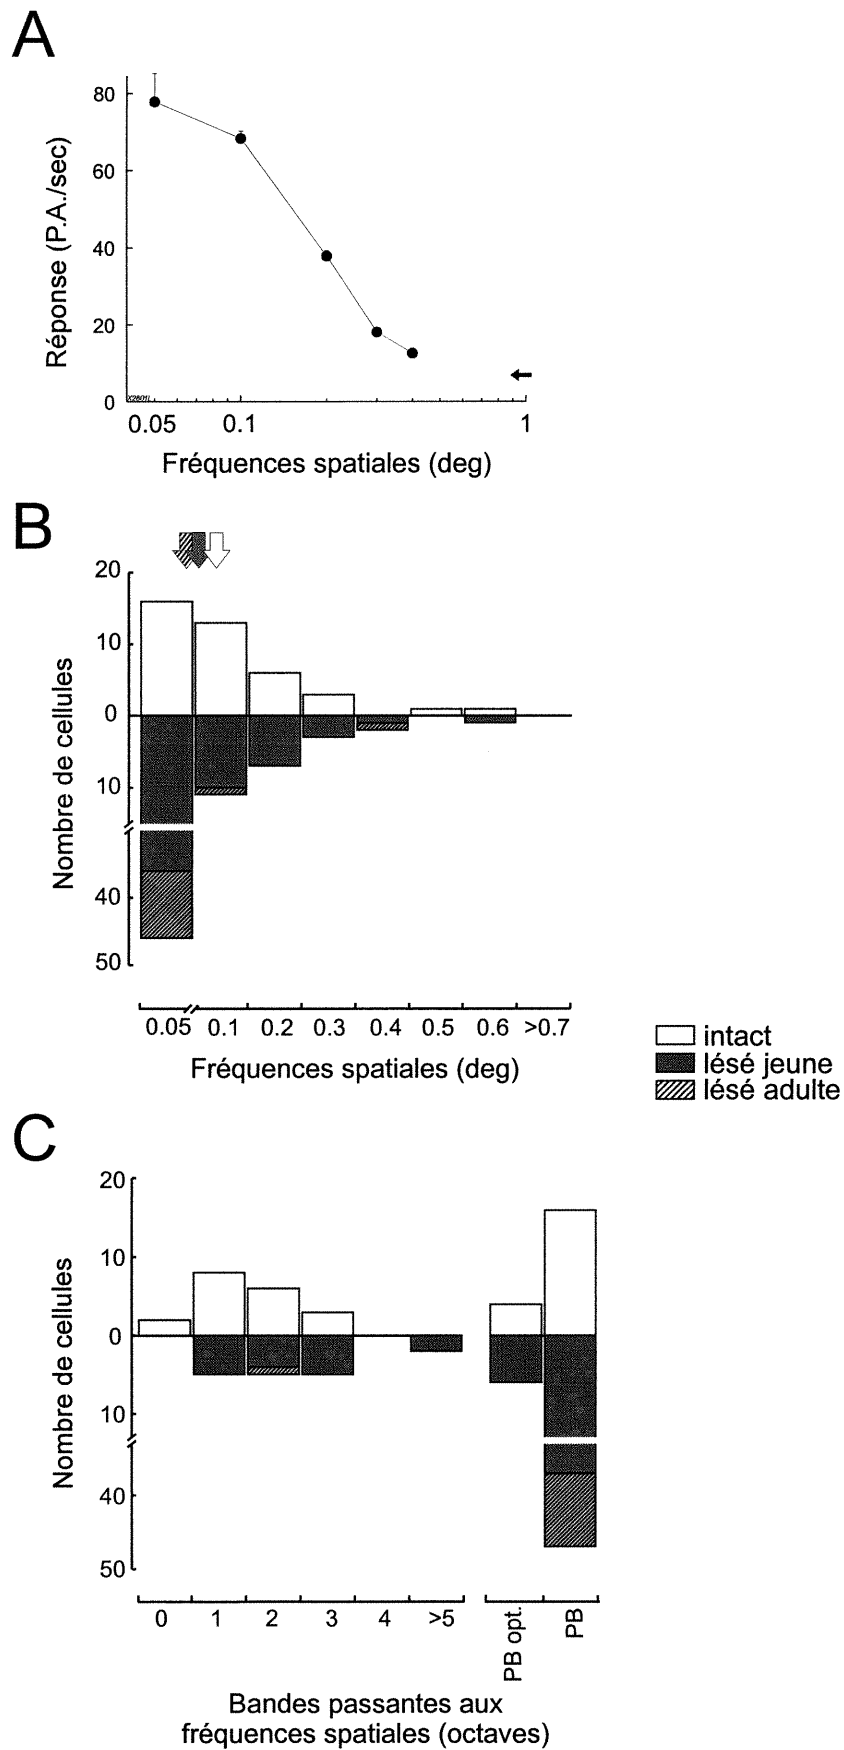 A
80
60
40
20
0
Réponse (P.A./sec)
0.05 0.1 1
Fréquences spatiales (deg)
B
20
10
0
10
40
50
Nombre de cellules
0.05 0.1 0.2 0.3 0.4 0.5 0.6 >0.7
Fréquences spatiales (deg)
intact
lésé jeune
lésé adulte
C
20
10
0
10
40
50
Nombre de cellules
0 1 2 3 4 >5 PB opt. PB
Bandes passantes aux
fréquences spatiales (octaves)